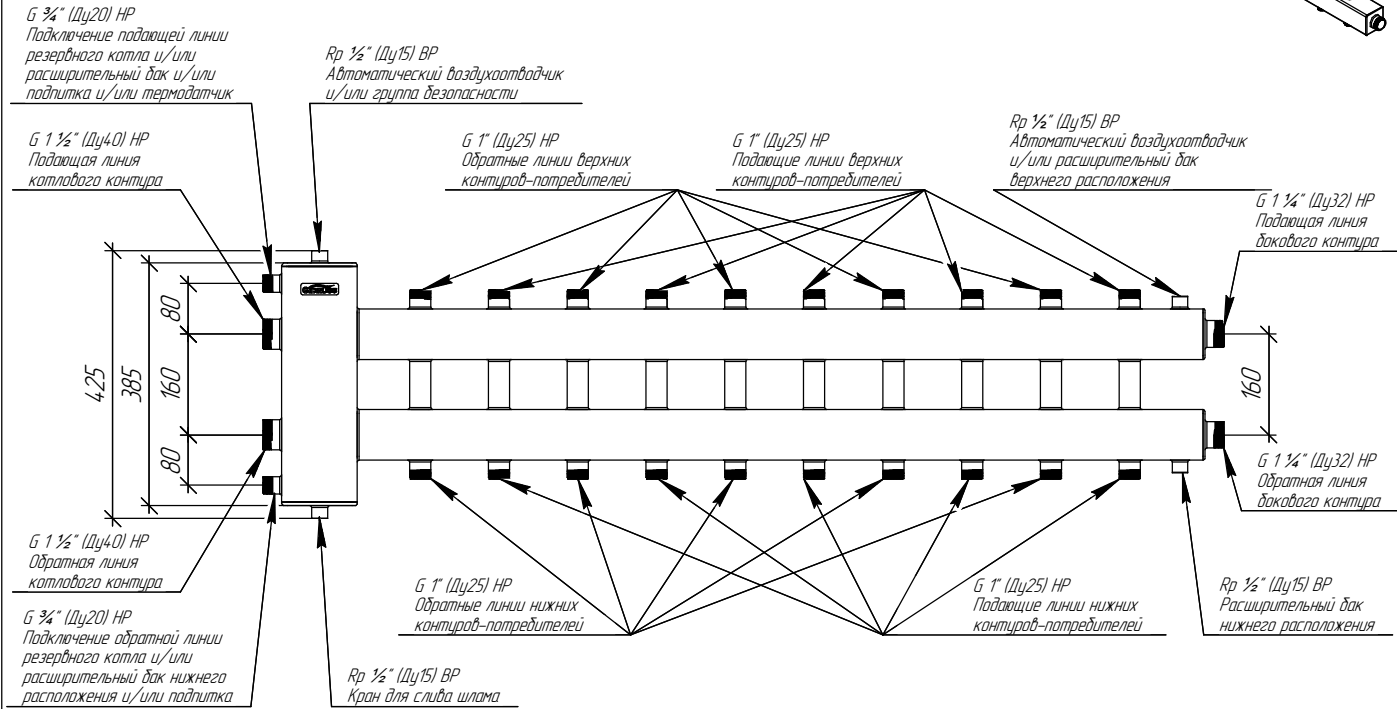 G ¾" (Ду20) НР
Подключение подающей линии
резервного котла и/или
расширительный бак и/или
подпитка и/или термодатчик
Rp ½" (Ду15) ВР
Автоматический воздухоотводчик
и/или группа безопасности
G 1 ½" (Ду40) НР
Подающая линия
котлового контура
G 1" (Ду25) НР
Обратные линии верхних
контуров-потребителей
G 1" (Ду25) НР
Подающие линии верхних
контуров-потребителей
Rp ½" (Ду15) ВР
Автоматический воздухоотводчик
и/или расширительный бак
верхнего расположения
G 1 ¼" (Ду32) НР
Подающая линия
бокового контура
425
385
80
160
80
160
G 1 ¼" (Ду32) НР
Обратная линия
бокового контура
G 1 ½" (Ду40) НР
Обратная линия
котлового контура
G ¾" (Ду20) НР
Подключение обратной линии
резервного котла и/или
расширительный бак нижнего
расположения и/или подпитка
Rp ½" (Ду15) ВР
Кран для слива шлама
G 1" (Ду25) НР
Обратные линии нижних
контуров-потребителей
G 1" (Ду25) НР
Подающие линии нижних
контуров-потребителей
Rp ½" (Ду15) ВР
Расширительный бак
нижнего расположения